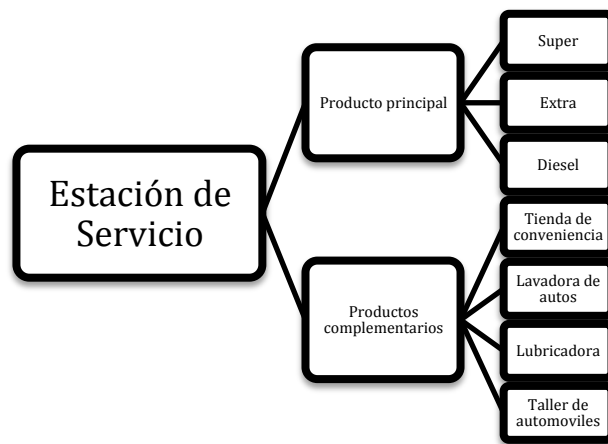 Estación de
Servicio
Producto principal
Super
Extra
Diesel
Productos
complementarios
Tienda de
conveniencia
Lavadora de
autos
Lubricadora
Taller de
automoviles